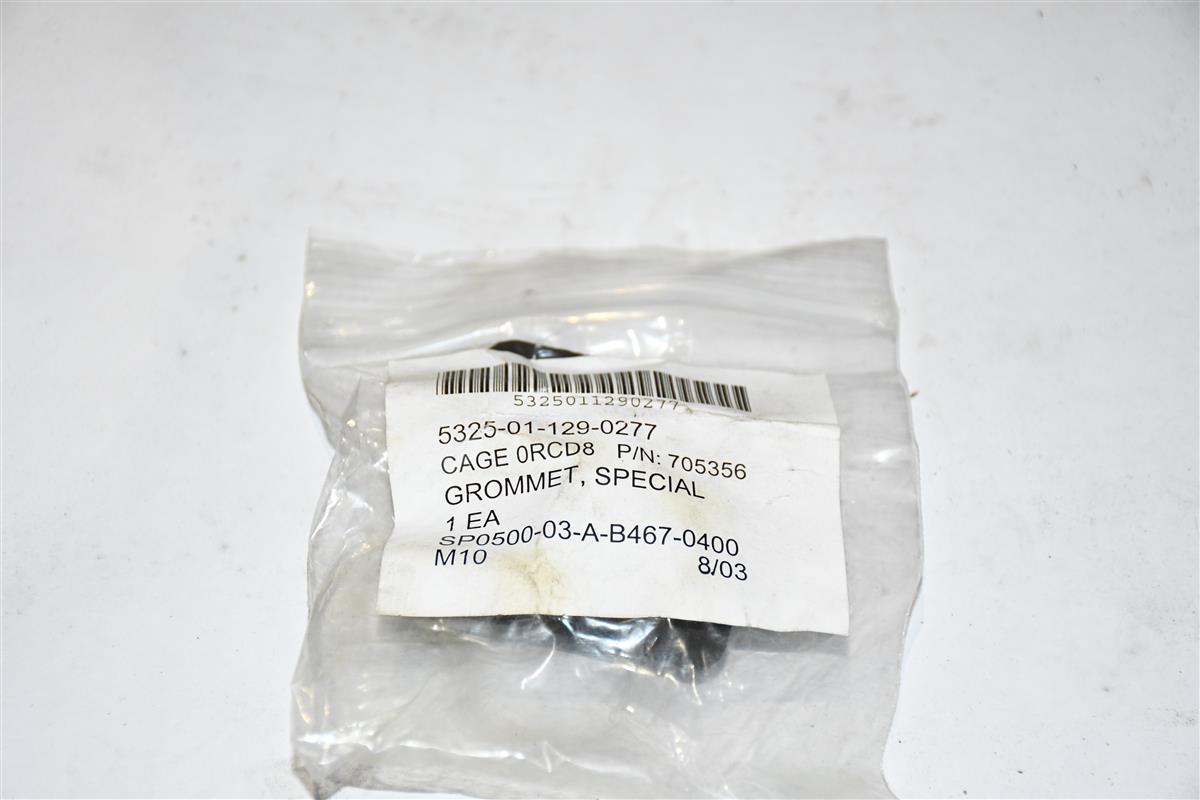 5325011290277
5325-01-129-0277
CAGE 0RCD8 P/N: 705356
GROMMET, SPECIAL
1 EA
SP0500-03-A-B467-0400
M10 8/03